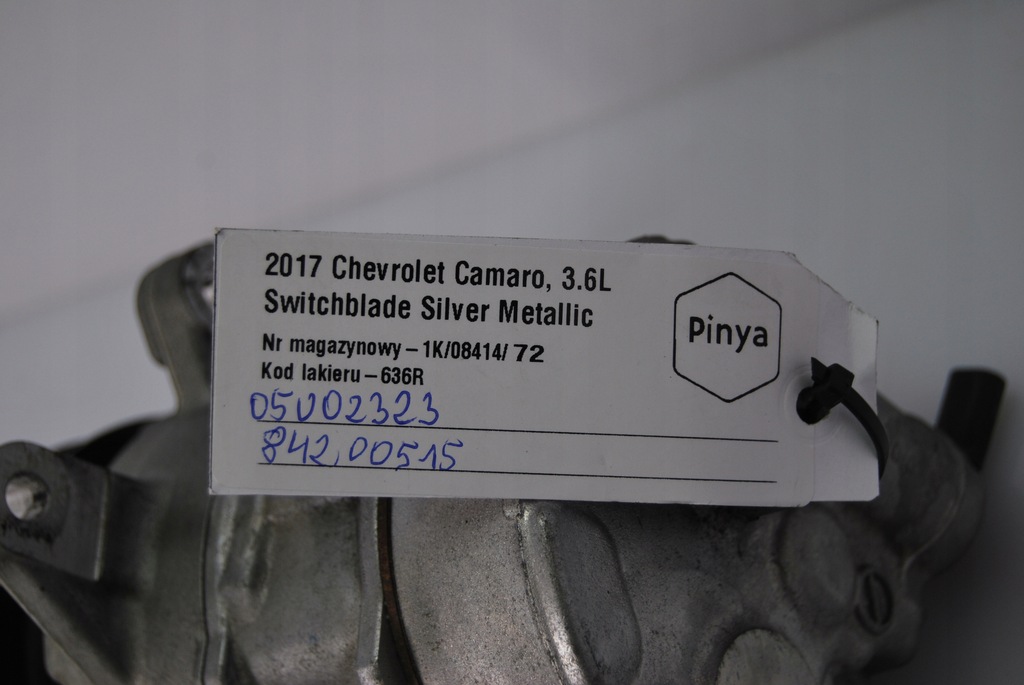 2017 Chevrolet Camaro, 3.6L
Switchblade Silver Metallic
Nr magazynowy – 1K/08414/ 72
Kod lakieru – 636R
05U02323
842,00515
Pinya